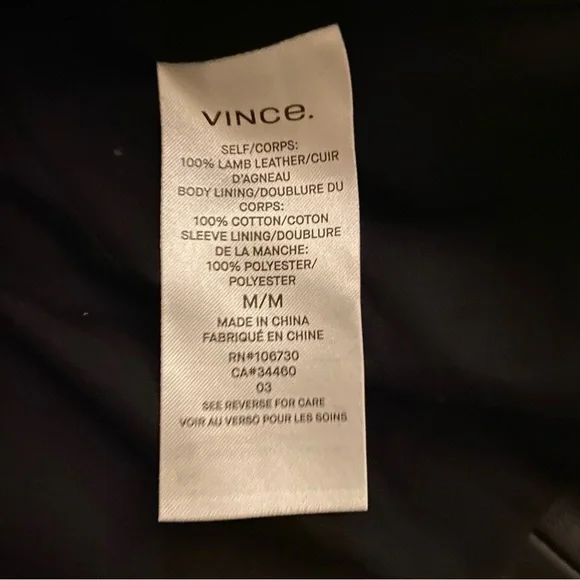 VINCe.
SELF/CORPS:
100% LAMB LEATHER/CUIR
D'AGNEAU
BODY LINING/DOUBLURE DU
CORPS:
100% COTTON/COTON
SLEEVE LINING/DOUBLURE
DE LA MANCHE:
100% POLYESTER/
POLYESTER
M/M
MADE IN CHINA
FABRIQUÉ EN CHINE
RN#106730
CA#34460
03
SEE REVERSE FOR CARE
VOIR AU VERSO POUR LES SOINS